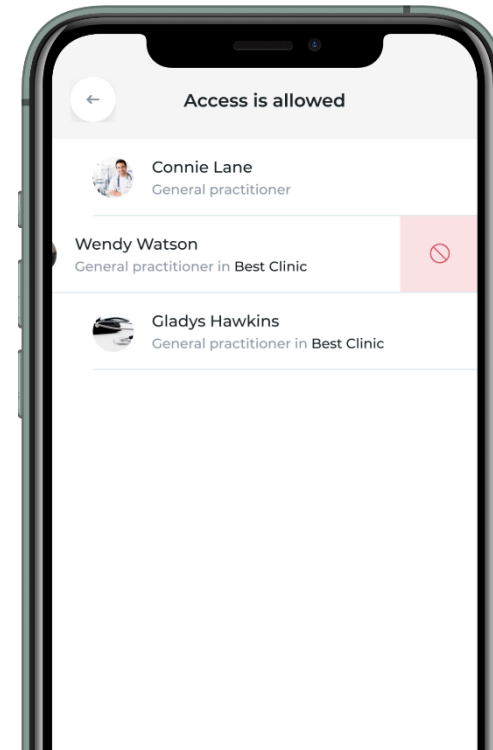 Access is allowed
Connie Lane
General practitioner
Wendy Watson
General practitioner in Best Clinic
Gladys Hawkins
General practitioner in Best Clinic